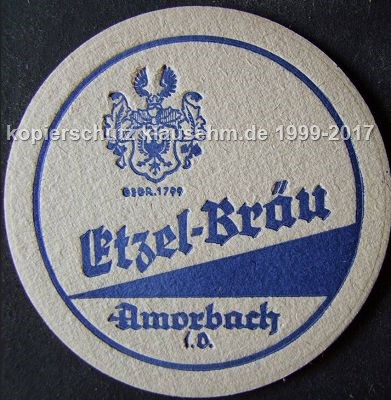 kopierschutz klausehm.de 1999-2017
GEGR. 1799
Etzel-Bräu
Amorbach
i.O.